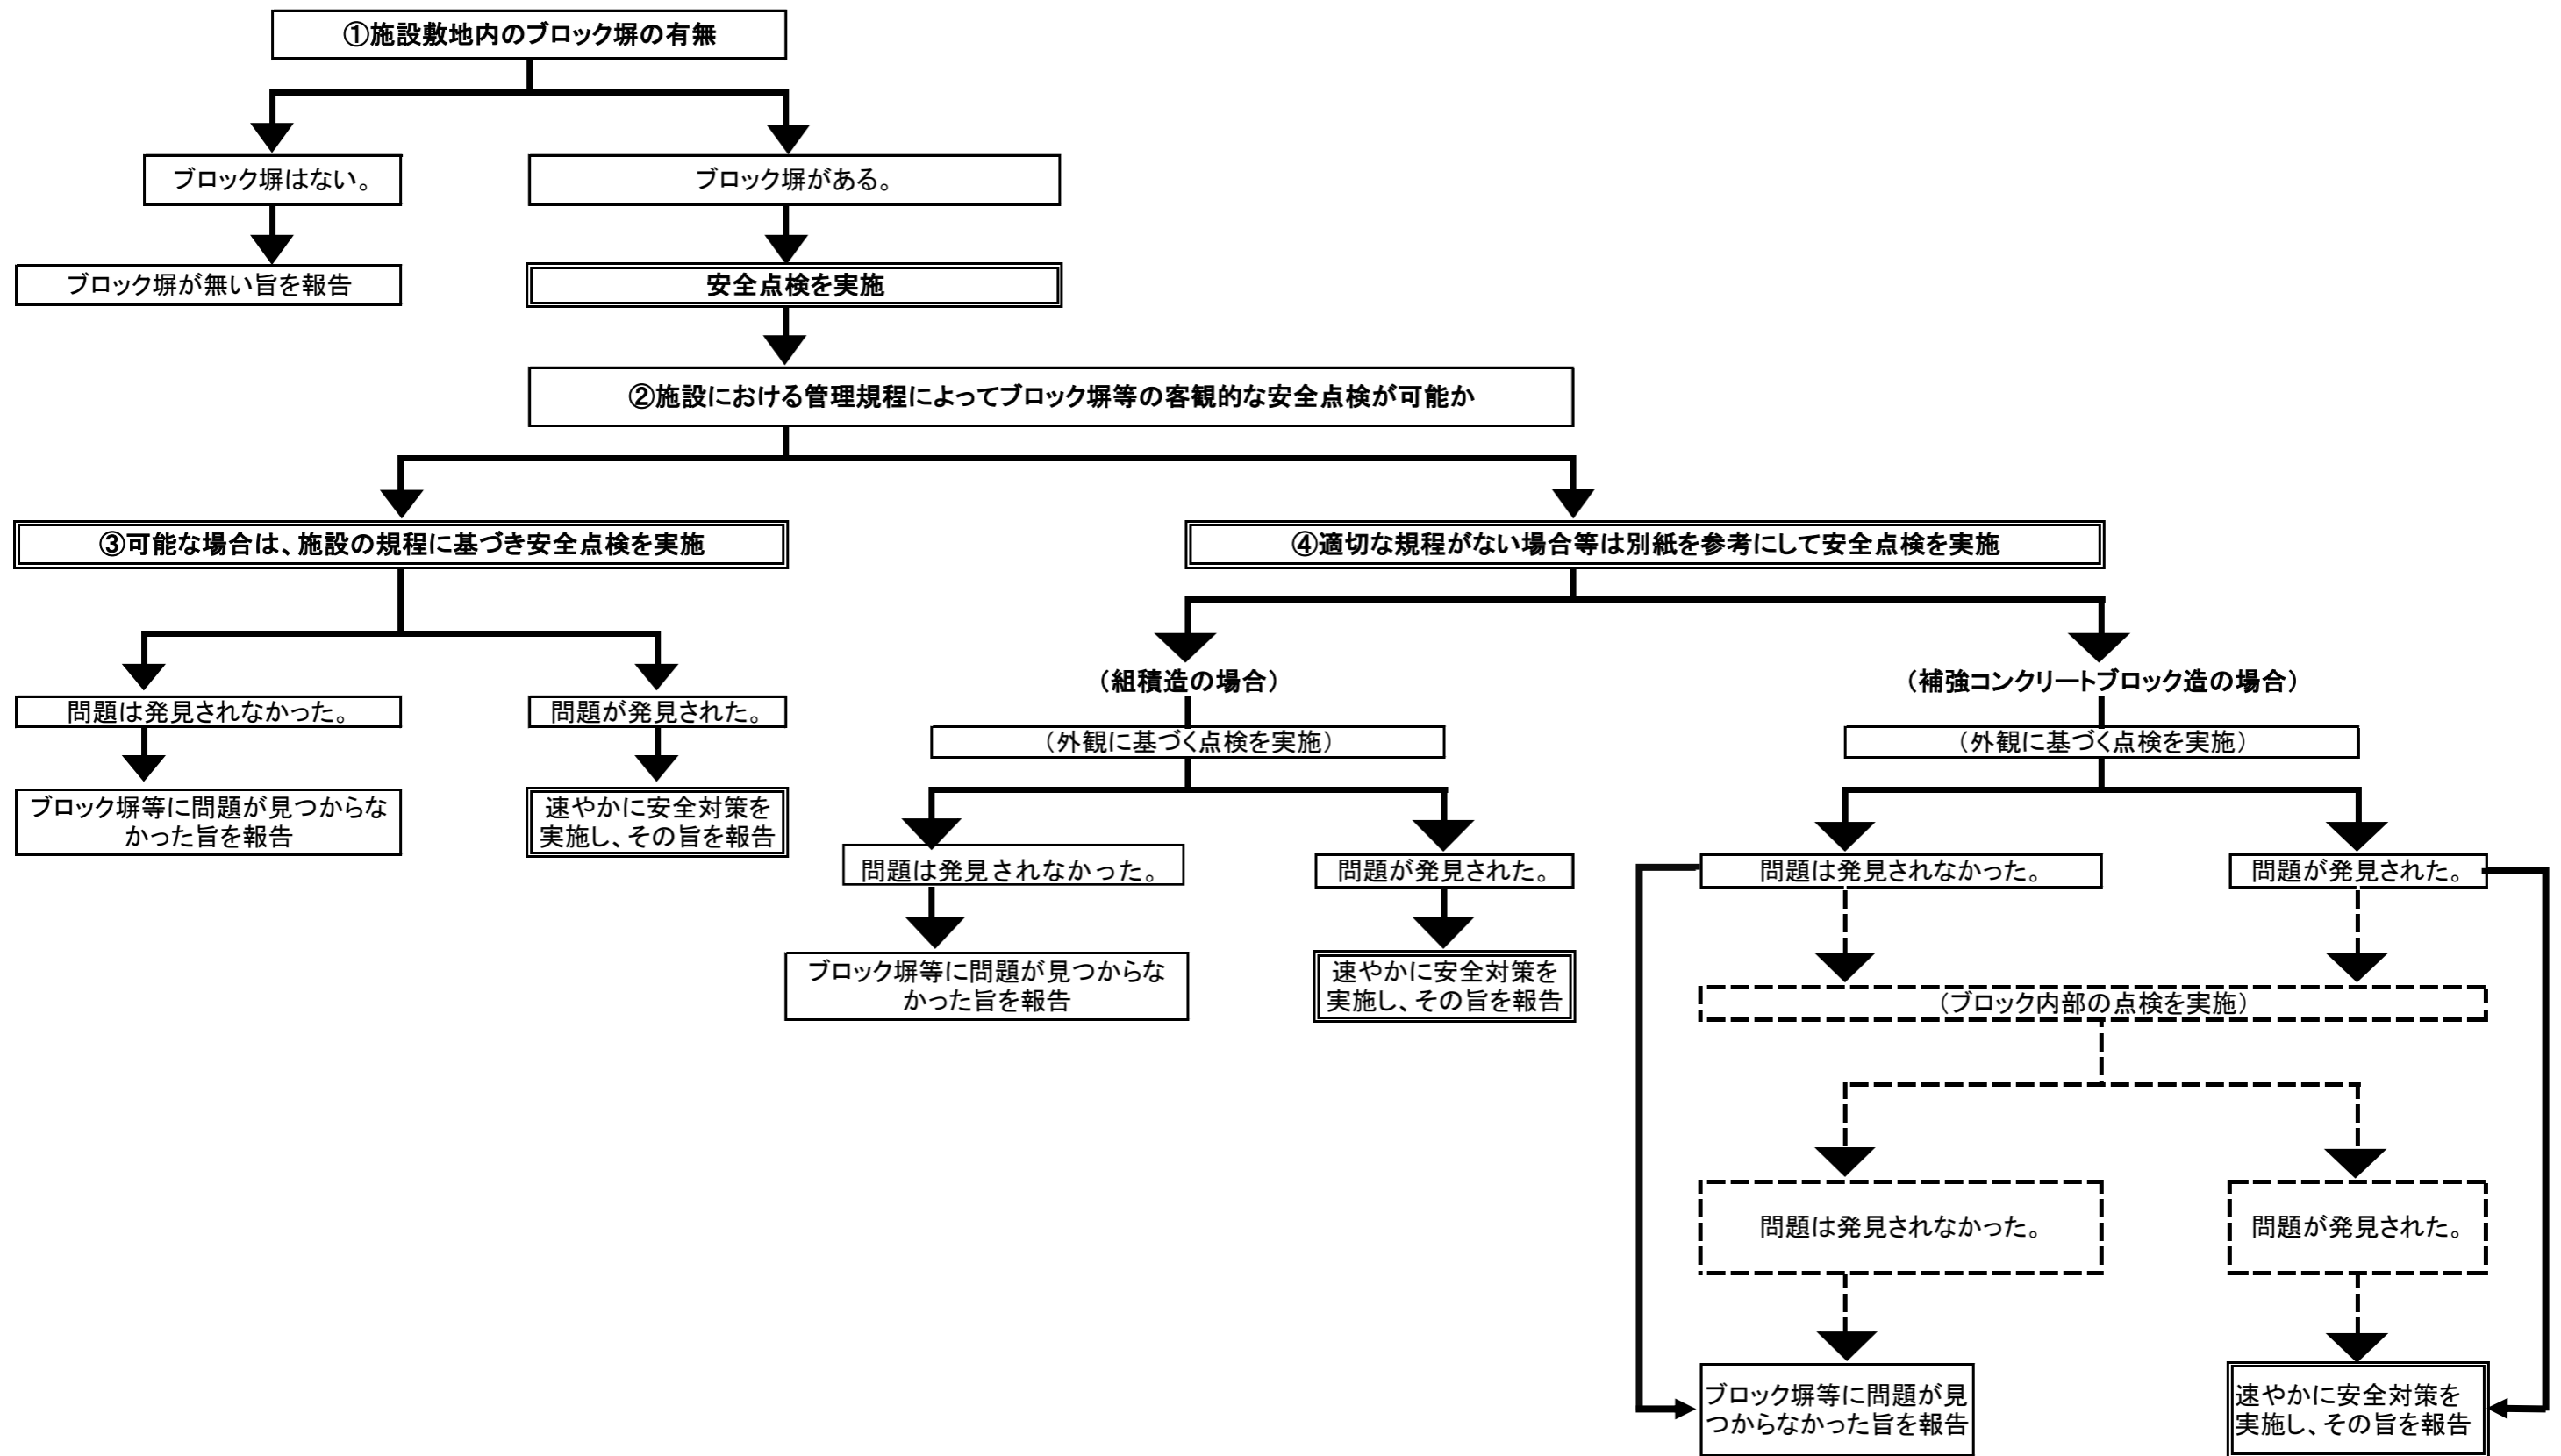 ①施設敷地内のブロック塀の有無
ブロック塀はない。
ブロック塀がある。
ブロック塀が無い旨を報告
安全点検を実施
②施設における管理規程によってブロック塀等の客観的な安全点検が可能か
③可能な場合は、施設の規程に基づき安全点検を実施
④適切な規程がない場合等は別紙を参考にして安全点検を実施
問題は発見されなかった。
問題が発見された。
ブロック塀等に問題が見つからな
かった旨を報告
速やかに安全対策を
実施し、その旨を報告
（組積造の場合）
（補強コンクリートブロック造の場合）
（外観に基づく点検を実施）
（外観に基づく点検を実施）
問題は発見されなかった。
問題が発見された。
ブロック塀等に問題が見つからな
かった旨を報告
速やかに安全対策を
実施し、その旨を報告
問題は発見されなかった。
問題が発見された。
（ブロック内部の点検を実施）
問題は発見されなかった。
問題が発見された。
ブロック塀等に問題が見
つからなかった旨を報告
速やかに安全対策を
実施し、その旨を報告